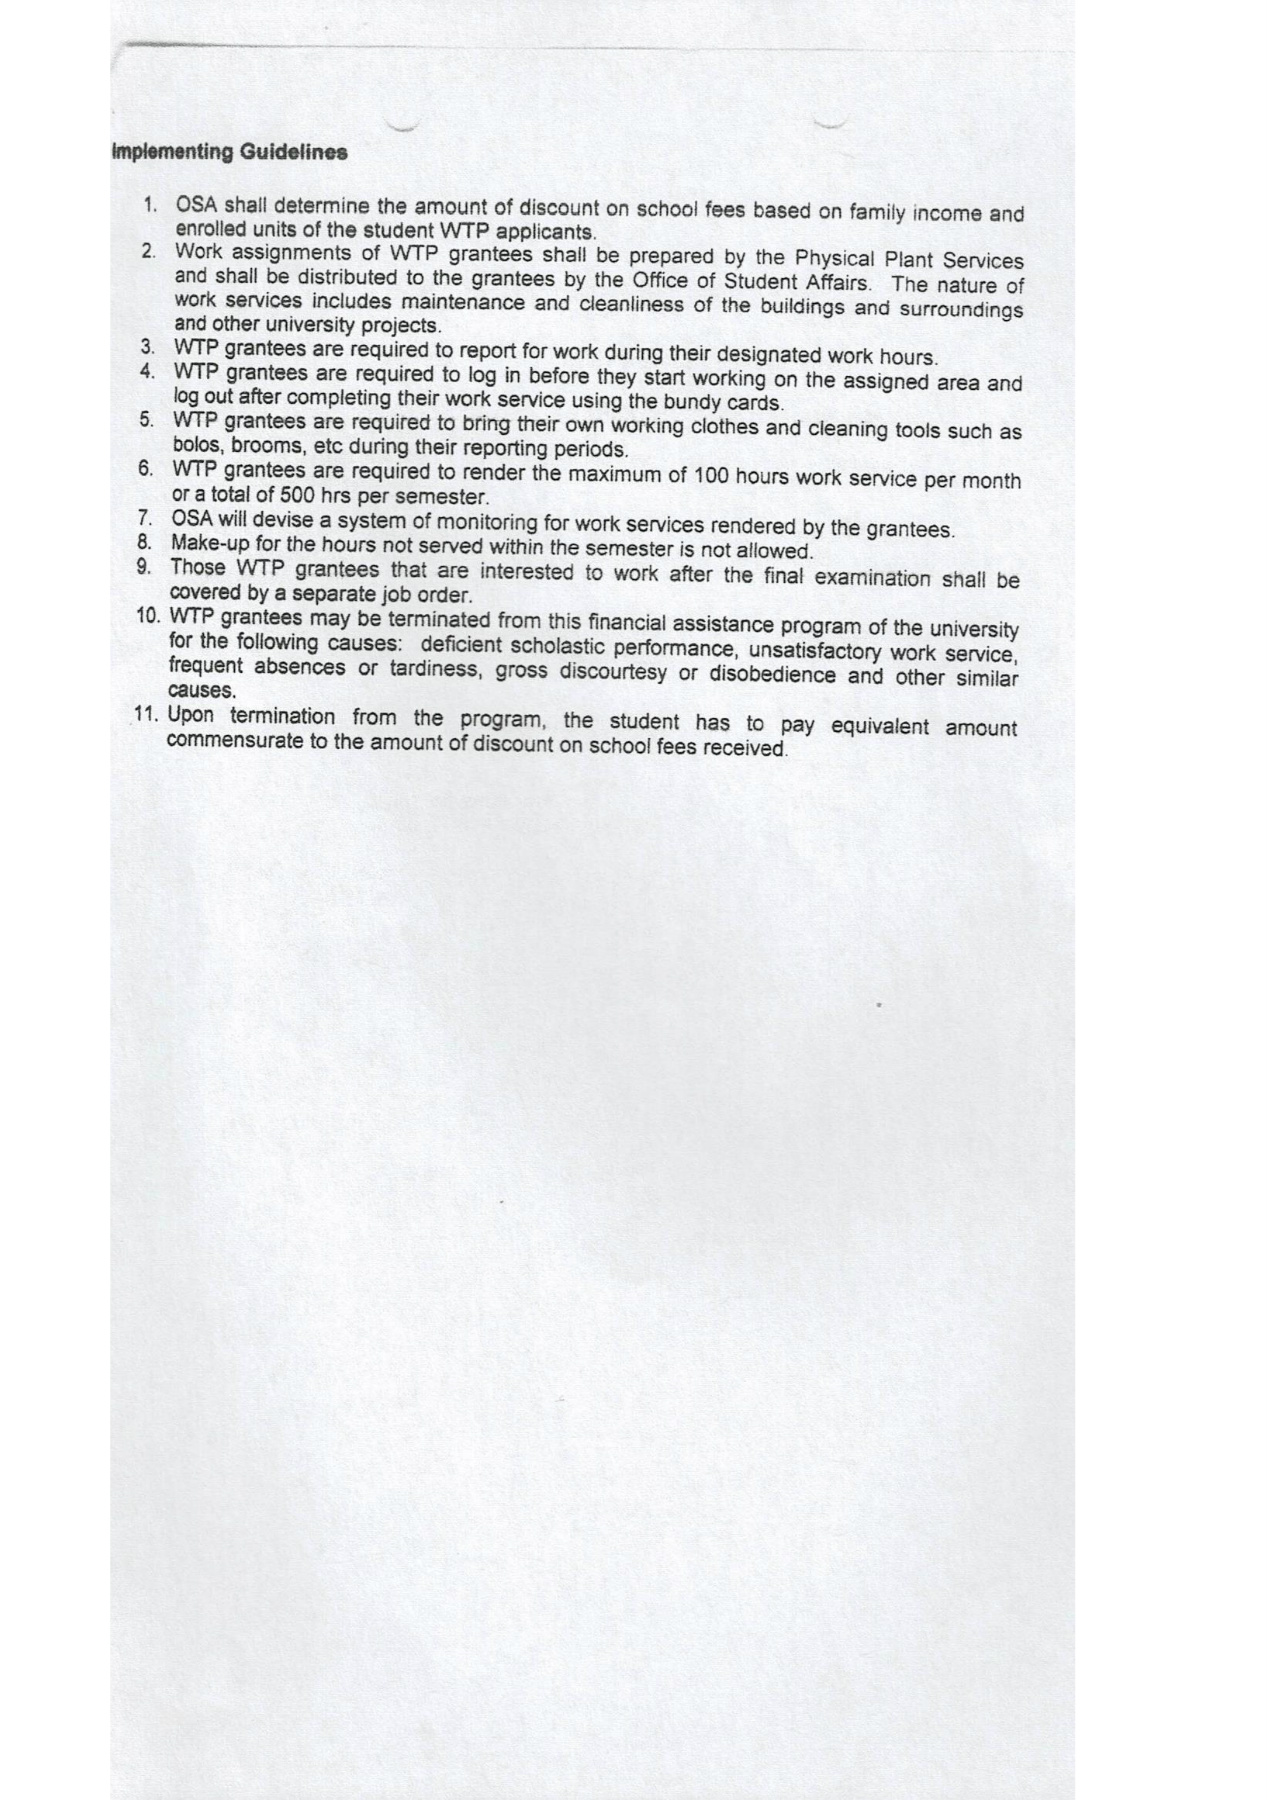 Implementing Guidelines
1. OSA shall determine the amount of discount on school fees based on family income and
enrolled units of the student WTP applicants.
2. Work assignments of WTP grantees shall be prepared by the Physical Plant Services
and shall be distributed to the grantees by the Office of Student Affairs. The nature of
work services includes maintenance and cleanliness of the buildings and surroundings
and other university projects.
3. WTP grantees are required to report for work during their designated work hours.
4. WTP grantees are required to log in before they start working on the assigned area and
log out after completing their work service using the bundy cards.
5. WTP grantees are required to bring their own working clothes and cleaning tools such as
bolos, brooms, etc during their reporting periods.
6. WTP grantees are required to render the maximum of 100 hours work service per month
or a total of 500 hrs per semester.
7. OSA will devise a system of monitoring for work services rendered by the grantees.
8. Make-up for the hours not served within the semester is not allowed.
9. Those WTP grantees that are interested to work after the final examination shall be
covered by a separate job order.
10. WTP grantees may be terminated from this financial assistance program of the university
for the following causes: deficient scholastic performance, unsatisfactory work service,
frequent absences or tardiness, gross discourtesy or disobedience and other similar
causes.
11. Upon termination from the program, the student has to pay equivalent amount
commensurate to the amount of discount on school fees received.